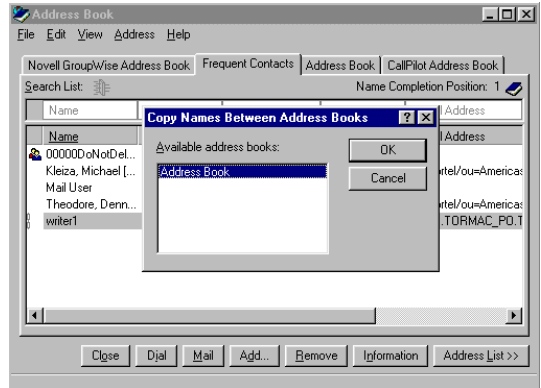 Address Book
File Edit View Address Help
Novell GroupWise Address Book Frequent Contacts Address Book CallPilot Address Book
Search List: Name Completion Position: 1
Name Address
Name Address
00000DoNotDel...
Kleiza, Michael [... rtel/ou=Americas
Mail User
Theodore, Denn... rtel/ou=Americas
writer1 .TORMAC_PO.T
Copy Names Between Address Books
Available address books:
Address Book
OK
Cancel
Close Dial Mail Add... Remove Information Address List >>